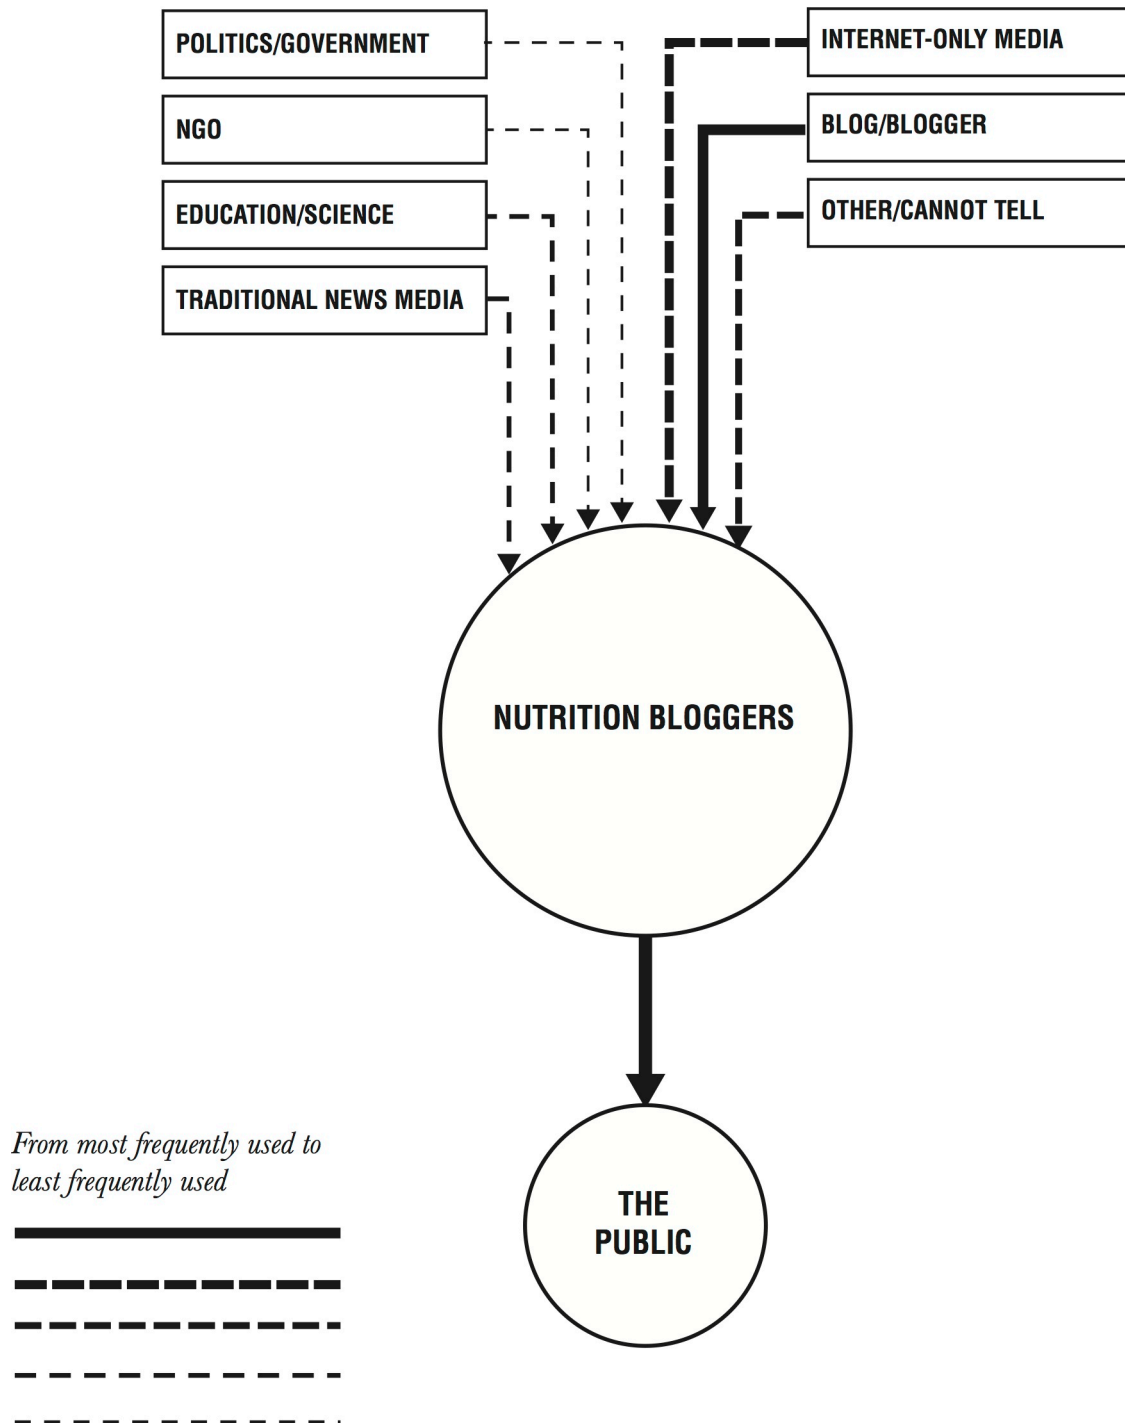 POLITICS/GOVERNMENT
NGO
EDUCATION/SCIENCE
TRADITIONAL NEWS MEDIA
INTERNET-ONLY MEDIA
BLOG/BLOGGER
OTHER/CANNOT TELL
NUTRITION BLOGGERS
THE
PUBLIC
From most frequently used to
least frequently used